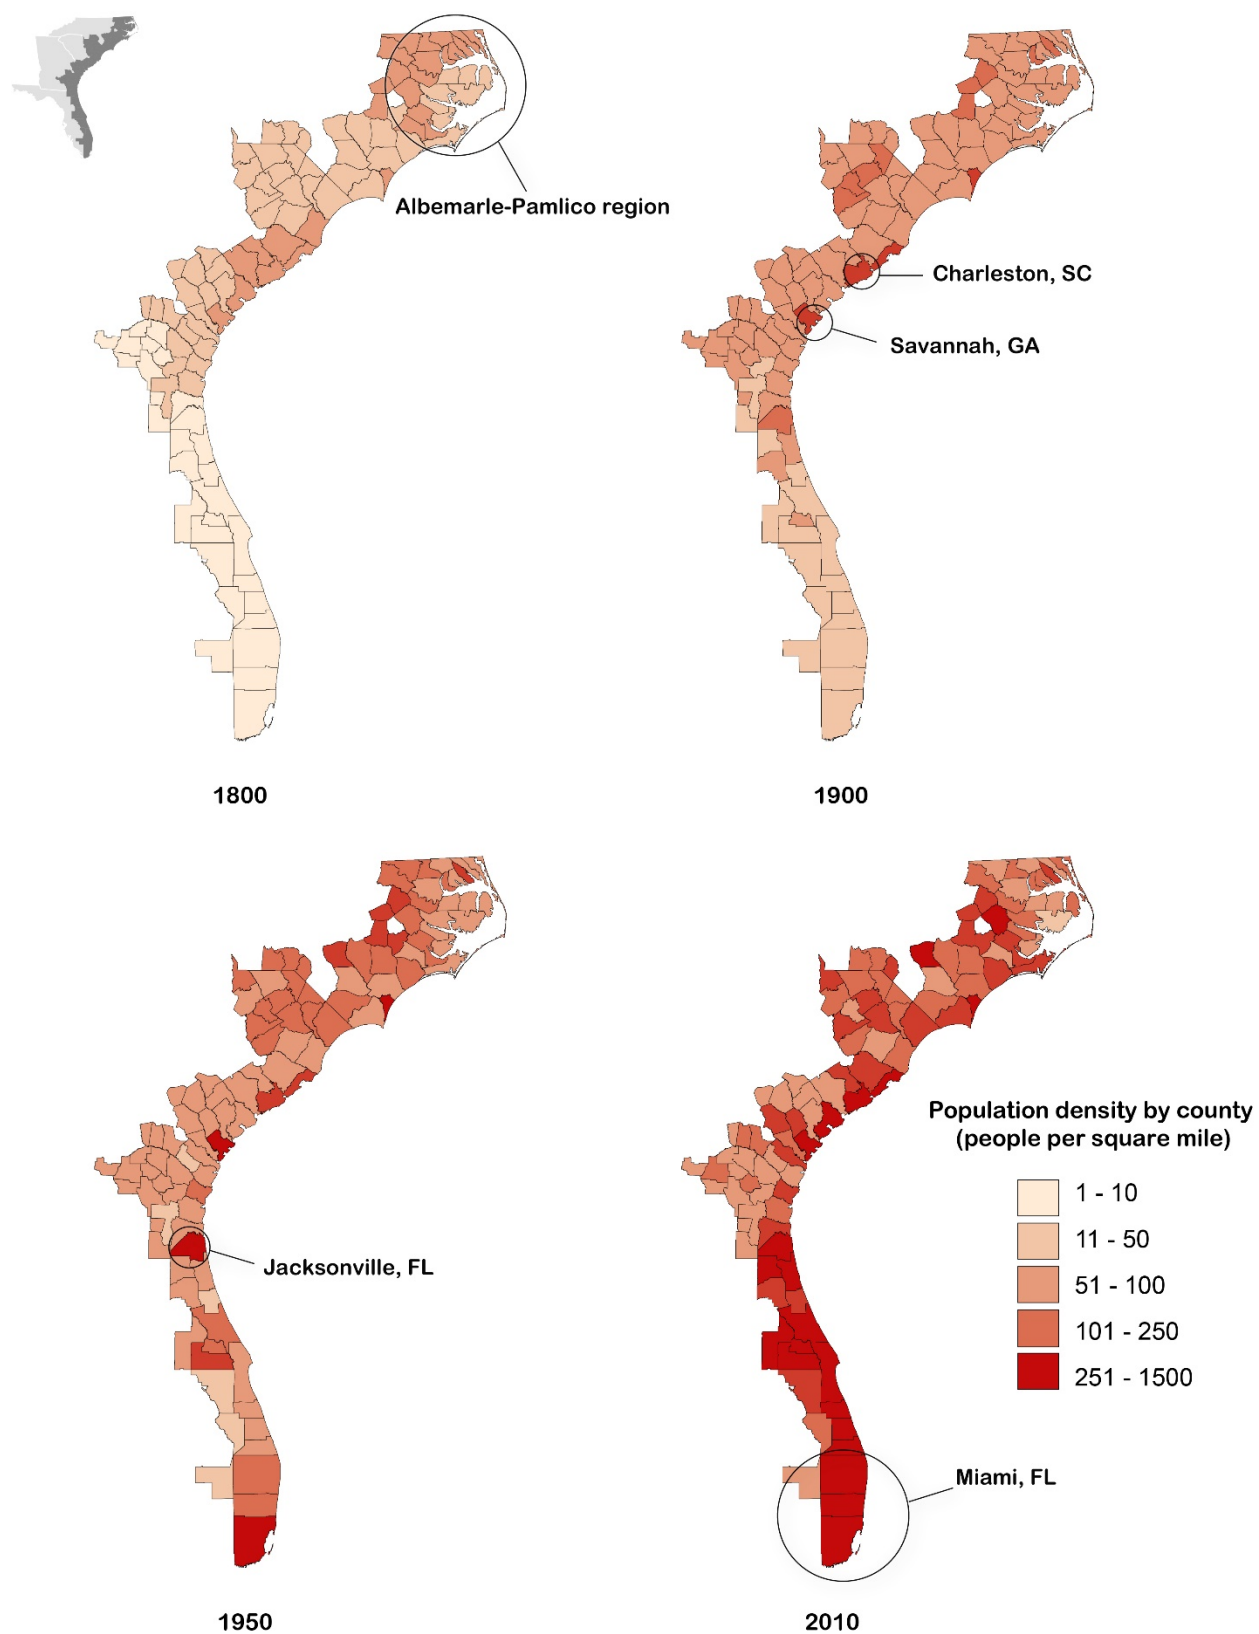 Albemarle-Pamlico region
Charleston, SC
Savannah, GA
1800
1900
Jacksonville, FL
Population density by county
(people per square mile)
1 - 10
11 - 50
51 - 100
101 - 250
251 - 1500
Miami, FL
1950
2010